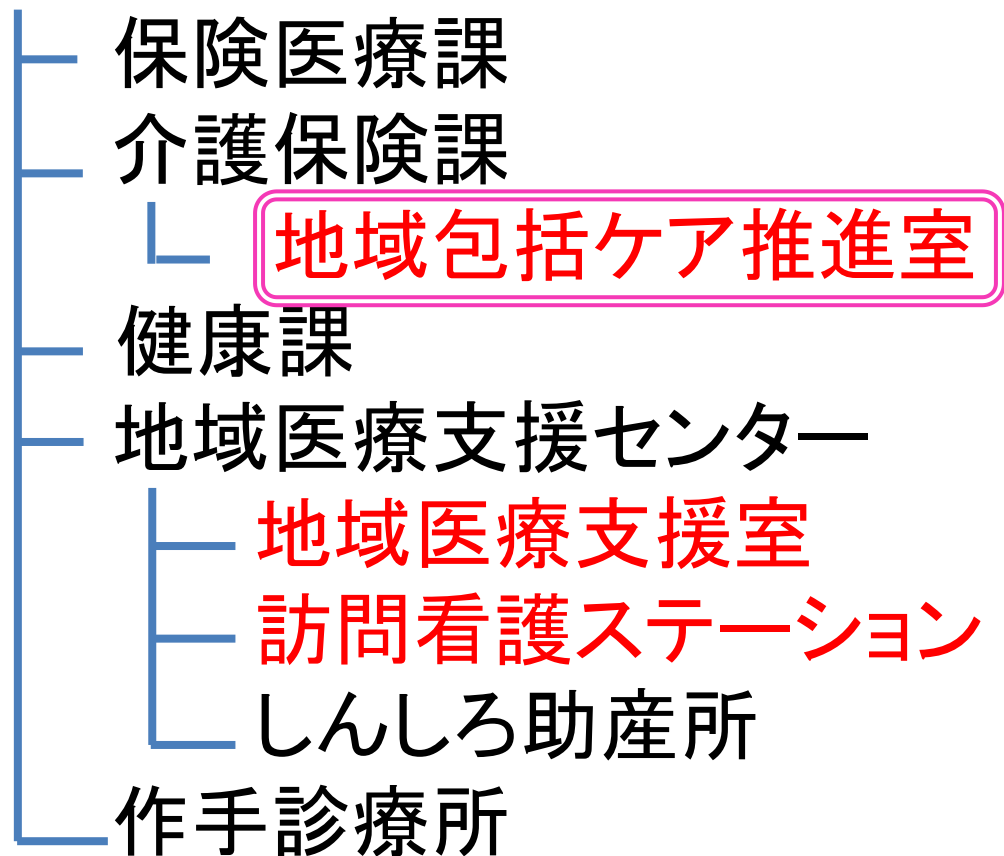 保険医療課
介護保険課
地域包括ケア推進室
健康課
地域医療支援センター
地域医療支援室
訪問看護ステーション
しんしろ助産所
作手診療所